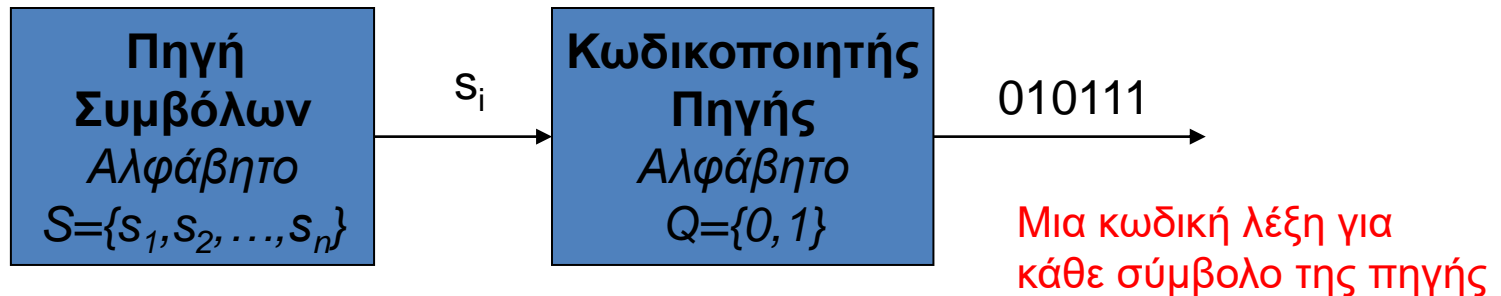 Πηγή
Συμβόλων
Αλφάβητο
S={s₁,s₂,…,sₙ}
sᵢ
Κωδικοποιητής
Πηγής
Αλφάβητο
Q={0,1}
010111
Μια κωδική λέξη για
κάθε σύμβολο της πηγής